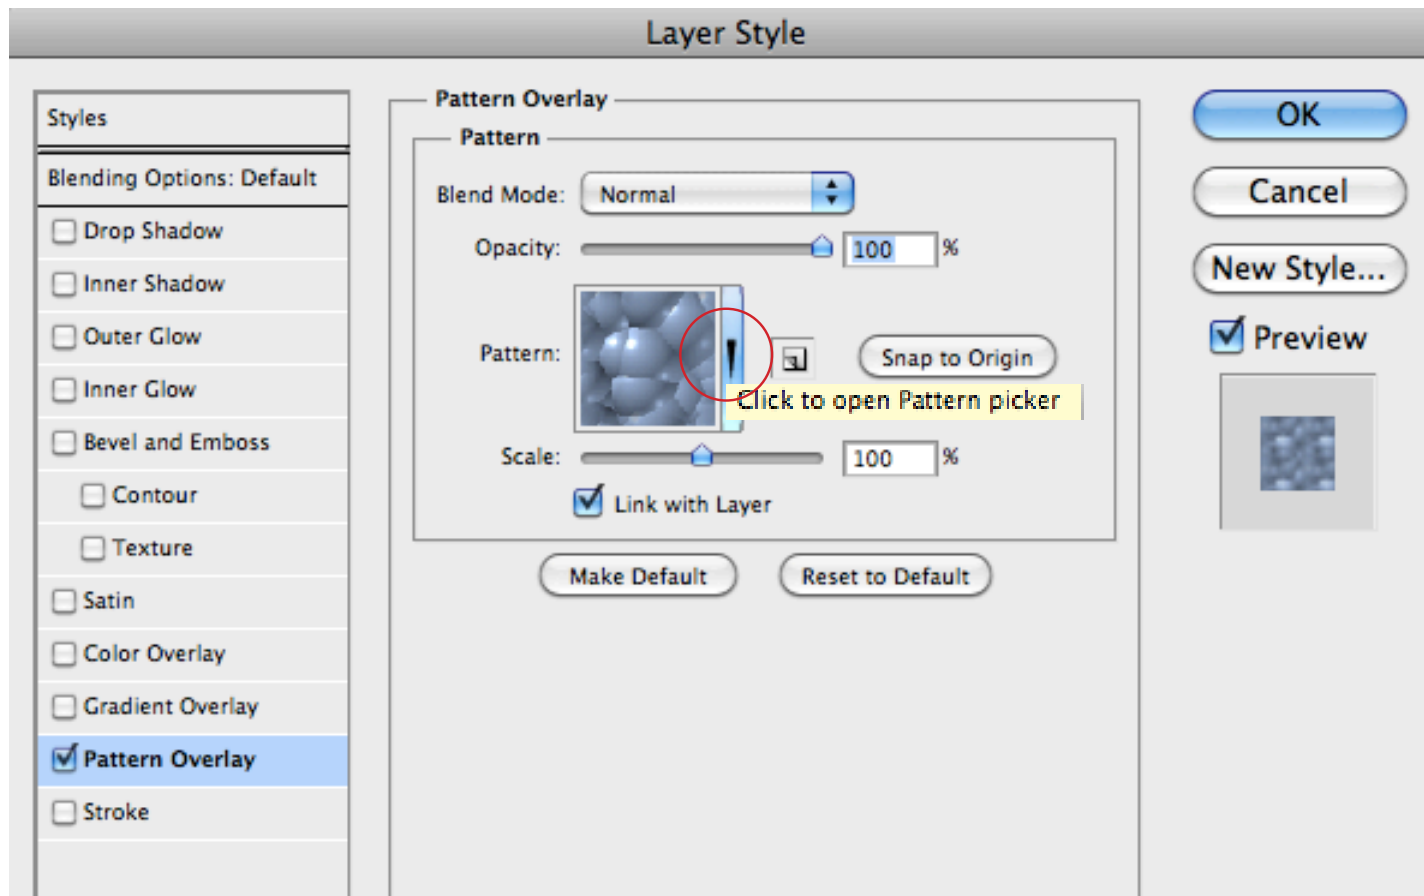 Layer Style
Styles
Blending Options: Default
Drop Shadow
Inner Shadow
Outer Glow
Inner Glow
Bevel and Emboss
Contour
Texture
Satin
Color Overlay
Gradient Overlay
Pattern Overlay
Stroke
Pattern Overlay
Pattern
Blend Mode: Normal
Opacity: 100 %
Pattern: Snap to Origin
Click to open Pattern picker
Scale: 100 %
Link with Layer
Make Default Reset to Default
OK
Cancel
New Style...
Preview